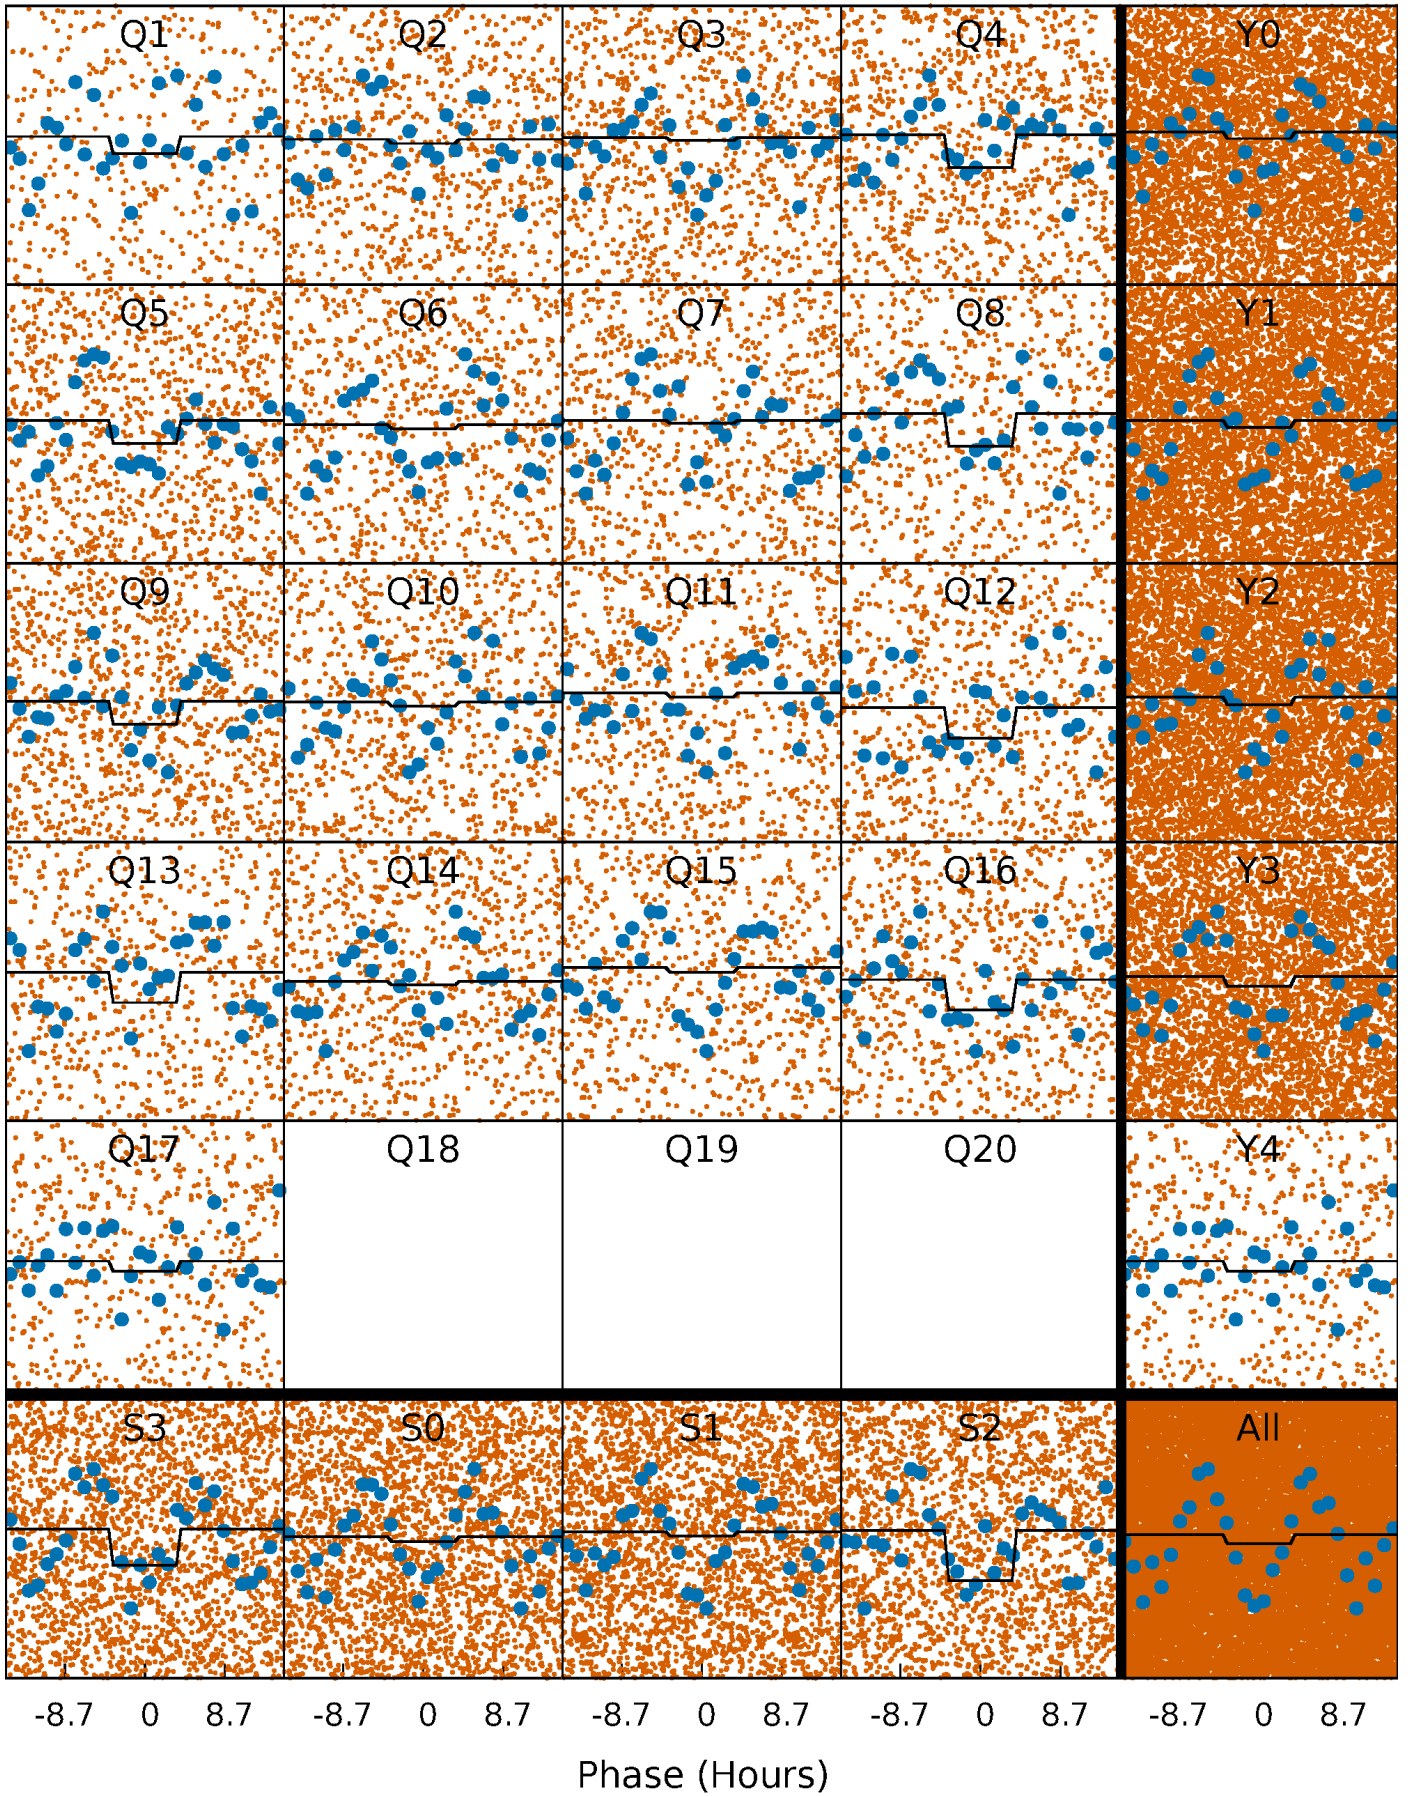 Q1 Q2 Q3 Q4 Y0
Q5 Q6 Q7 Q8 Y1
Q9 Q10 Q11 Q12 Y2
Q13 Q14 Q15 Q16 Y3
Q17 Q18 Q19 Q20 Y4
S3 S0 S1 S2 All
-8.7 0 8.7 -8.7 0 8.7 -8.7 0 8.7 -8.7 0 8.7 -8.7 0 8.7
Phase (Hours)